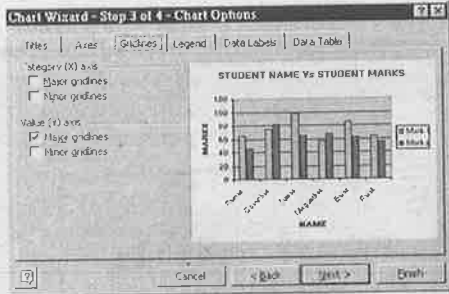 Chart Wizard - Step 3 of 4 - Chart Options
Titles
Axes
Gridlines
Legend
Data Labels
Data Table
Category (X) axis
Major gridlines
Minor gridlines
Value (Y) axis
Major gridlines
Minor gridlines
STUDENT NAME Vs STUDENT MARKS
MARKS
120
100
80
60
40
20
0
NAME
Cancel
< Back
Next >
Finish